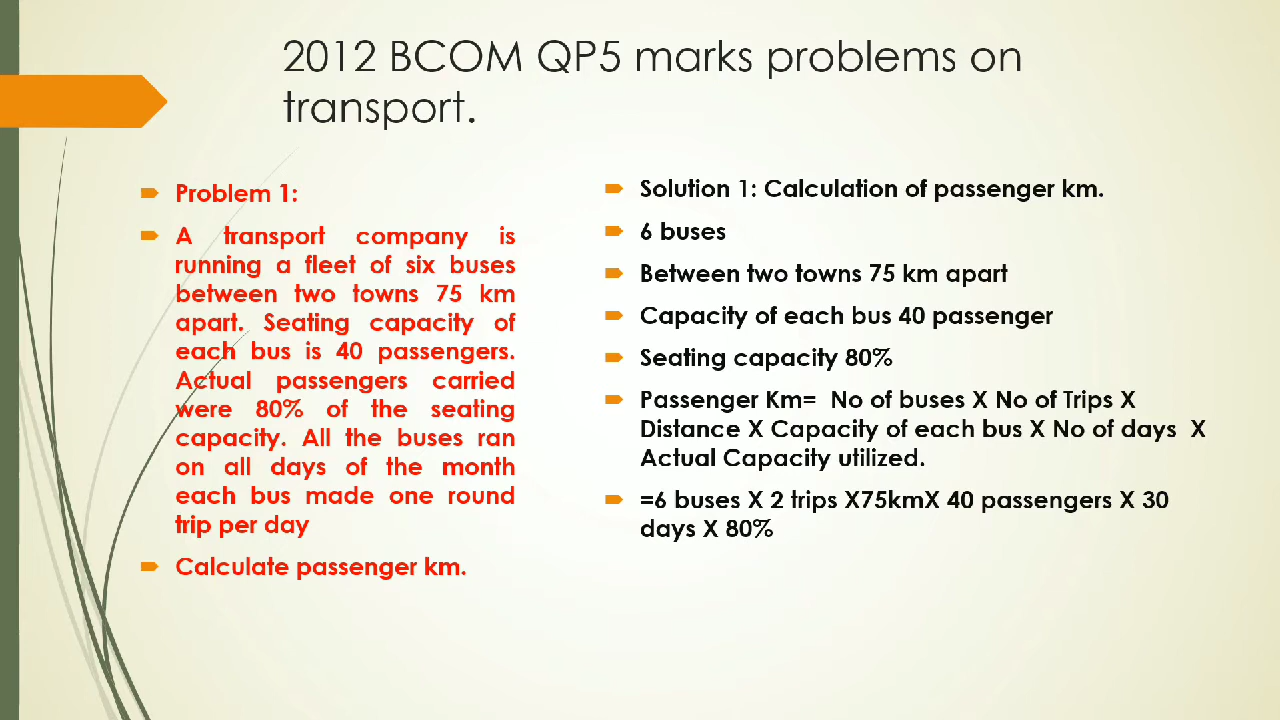 2012 BCOM QP5 marks problems on
transport.
Problem 1:
A transport company is
running a fleet of six buses
between two towns 75 km
apart. Seating capacity of
each bus is 40 passengers.
Actual passengers carried
were 80% of the seating
capacity. All the buses ran
on all days of the month
each bus made one round
trip per day
Calculate passenger km.
Solution 1: Calculation of passenger km.
6 buses
Between two towns 75 km apart
Capacity of each bus 40 passenger
Seating capacity 80%
Passenger Km= No of buses X No of Trips X
Distance X Capacity of each bus X No of days X
Actual Capacity utilized.
=6 buses X 2 trips X75kmX 40 passengers X 30
days X 80%